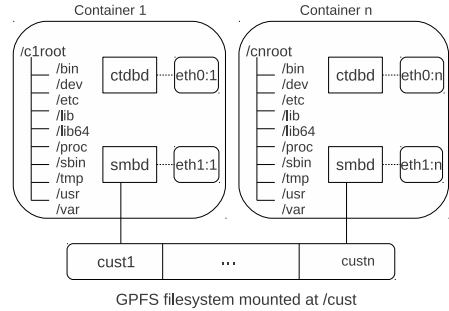 Container 1
Container n
/c1root
/bin
/dev
/etc
/lib
/lib64
/proc
/sbin
/tmp
/usr
/var
ctdbd
eth0:1
smbd
eth1:1
/cnroot
/bin
/dev
/etc
/lib
/lib64
/proc
/sbin
/tmp
/usr
/var
ctdbd
eth0:n
smbd
eth1:n
cust1
...
custn
GPFS filesystem mounted at /cust